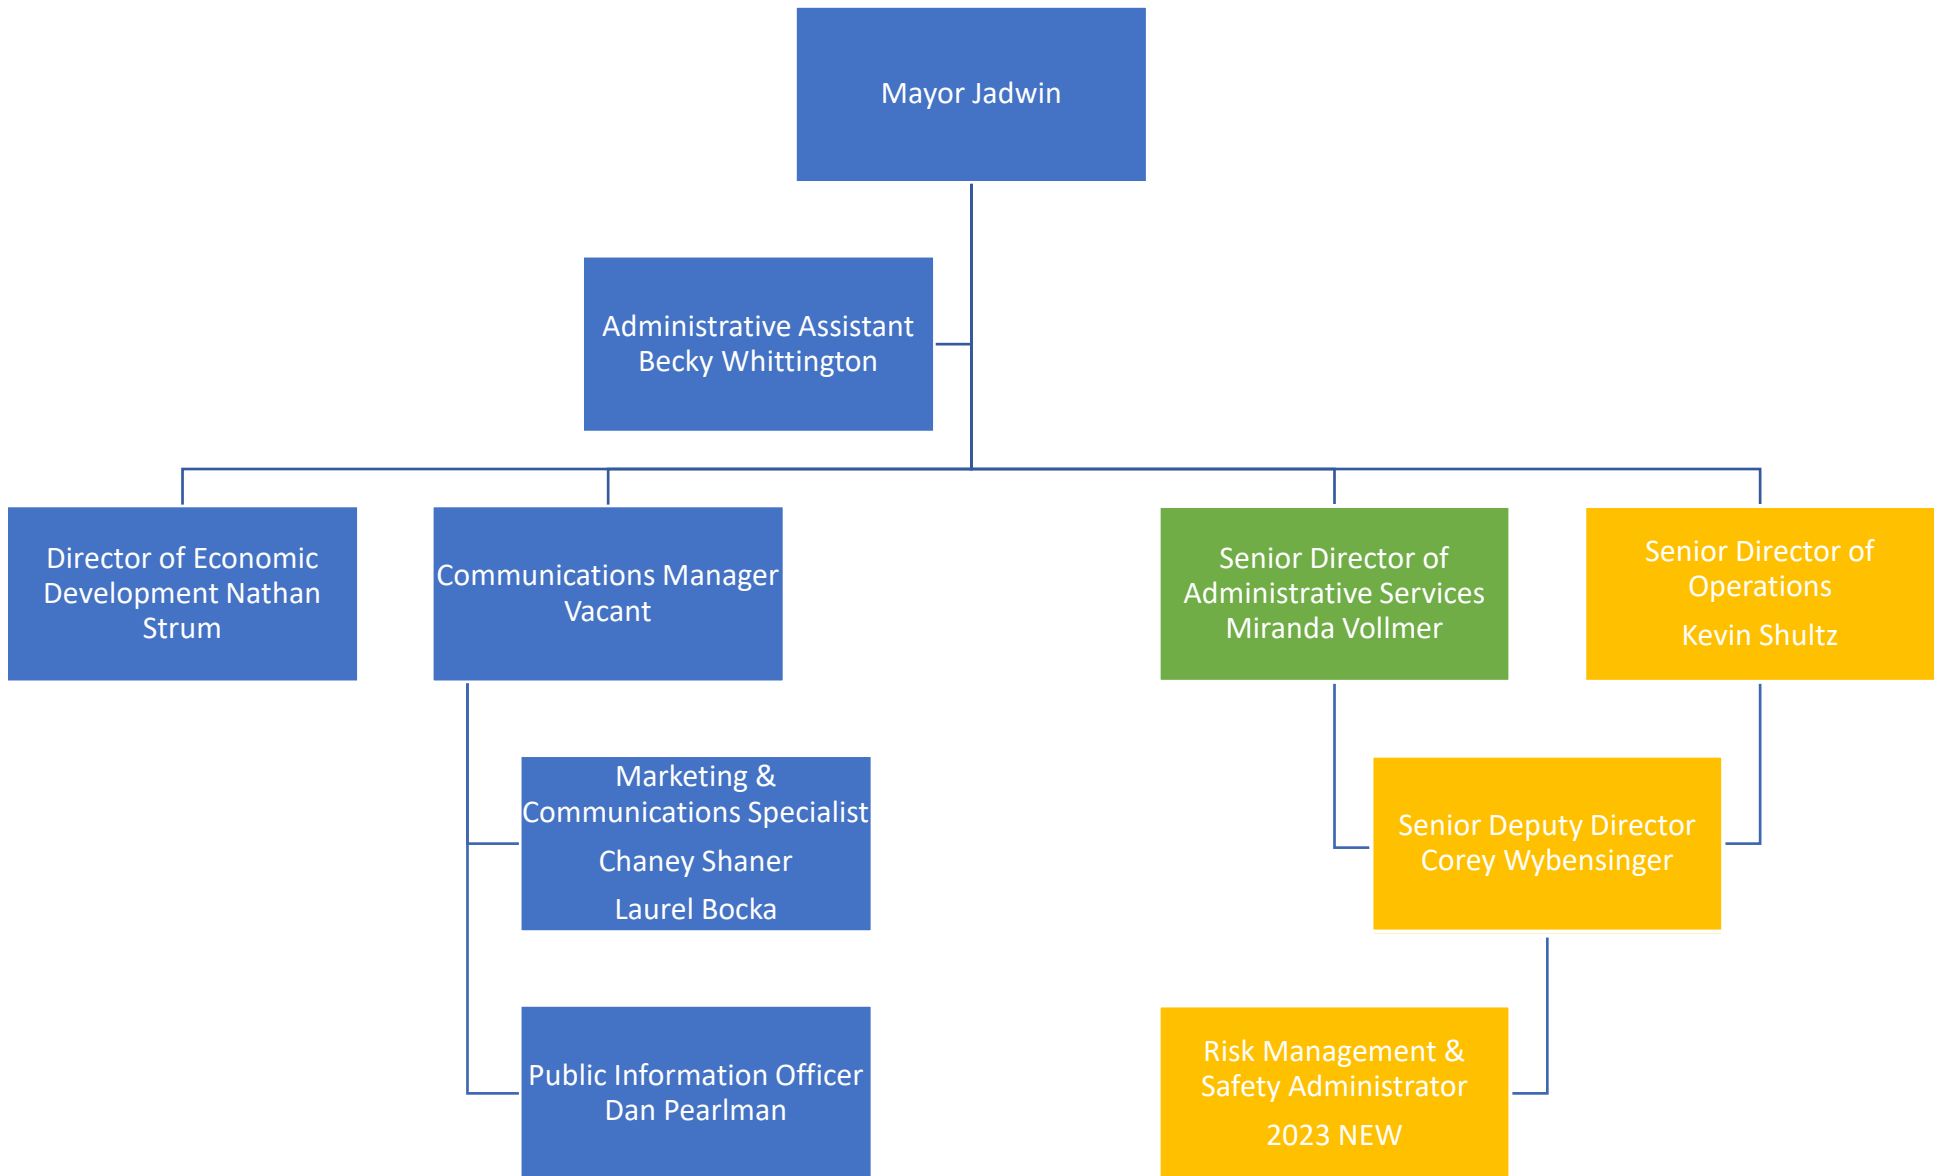 Mayor Jadwin
Administrative Assistant
Becky Whittington
Director of Economic
Development Nathan
Strum
Communications Manager
Vacant
Senior Director of
Administrative Services
Miranda Vollmer
Senior Director of
Operations
Kevin Shultz
Marketing &
Communications Specialist
Chaney Shaner
Laurel Bocka
Senior Deputy Director
Corey Wybensinger
Public Information Officer
Dan Pearlman
Risk Management &
Safety Administrator
2023 NEW